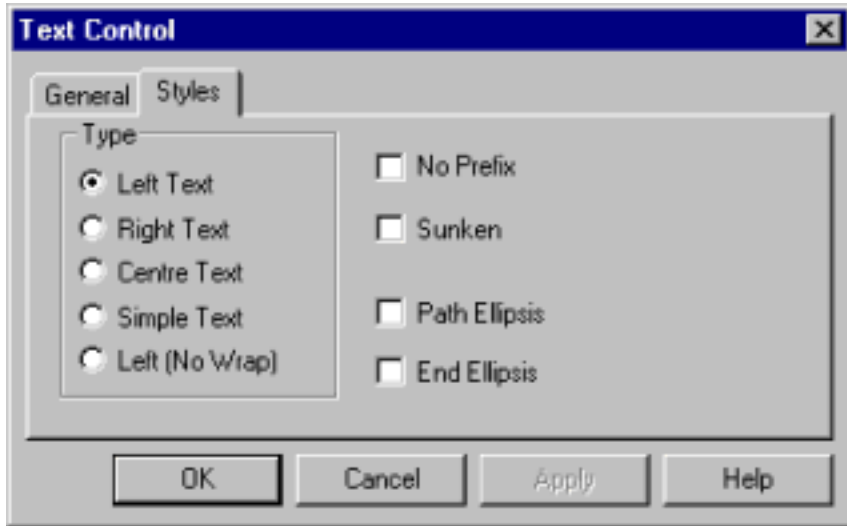 Text Control
General Styles
Type
Left Text
Right Text
Centre Text
Simple Text
Left (No Wrap)
No Prefix
Sunken
Path Ellipsis
End Ellipsis
OK Cancel Apply Help